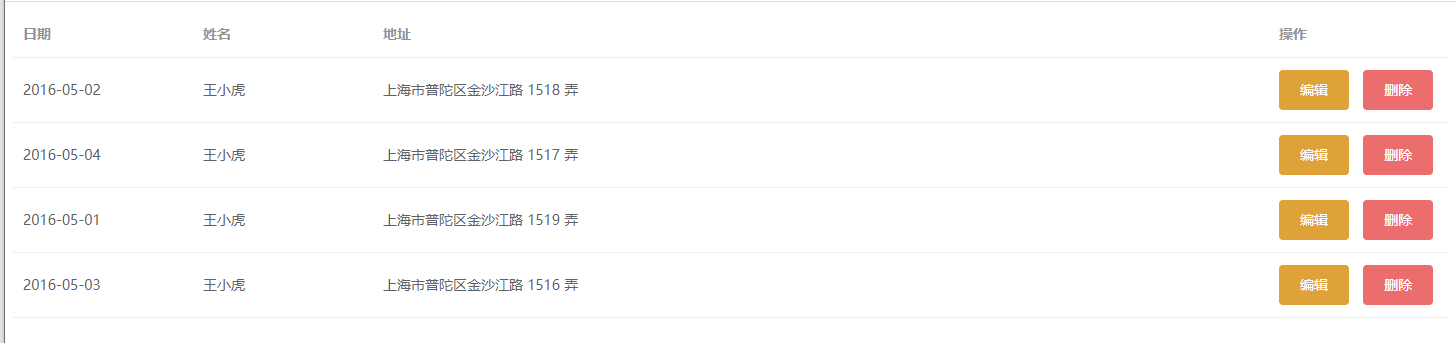 日期 姓名 地址 操作
2016-05-02 王小虎 上海市普陀区金沙江路 1518 弄 编辑 删除
2016-05-04 王小虎 上海市普陀区金沙江路 1517 弄 编辑 删除
2016-05-01 王小虎 上海市普陀区金沙江路 1519 弄 编辑 删除
2016-05-03 王小虎 上海市普陀区金沙江路 1516 弄 编辑 删除